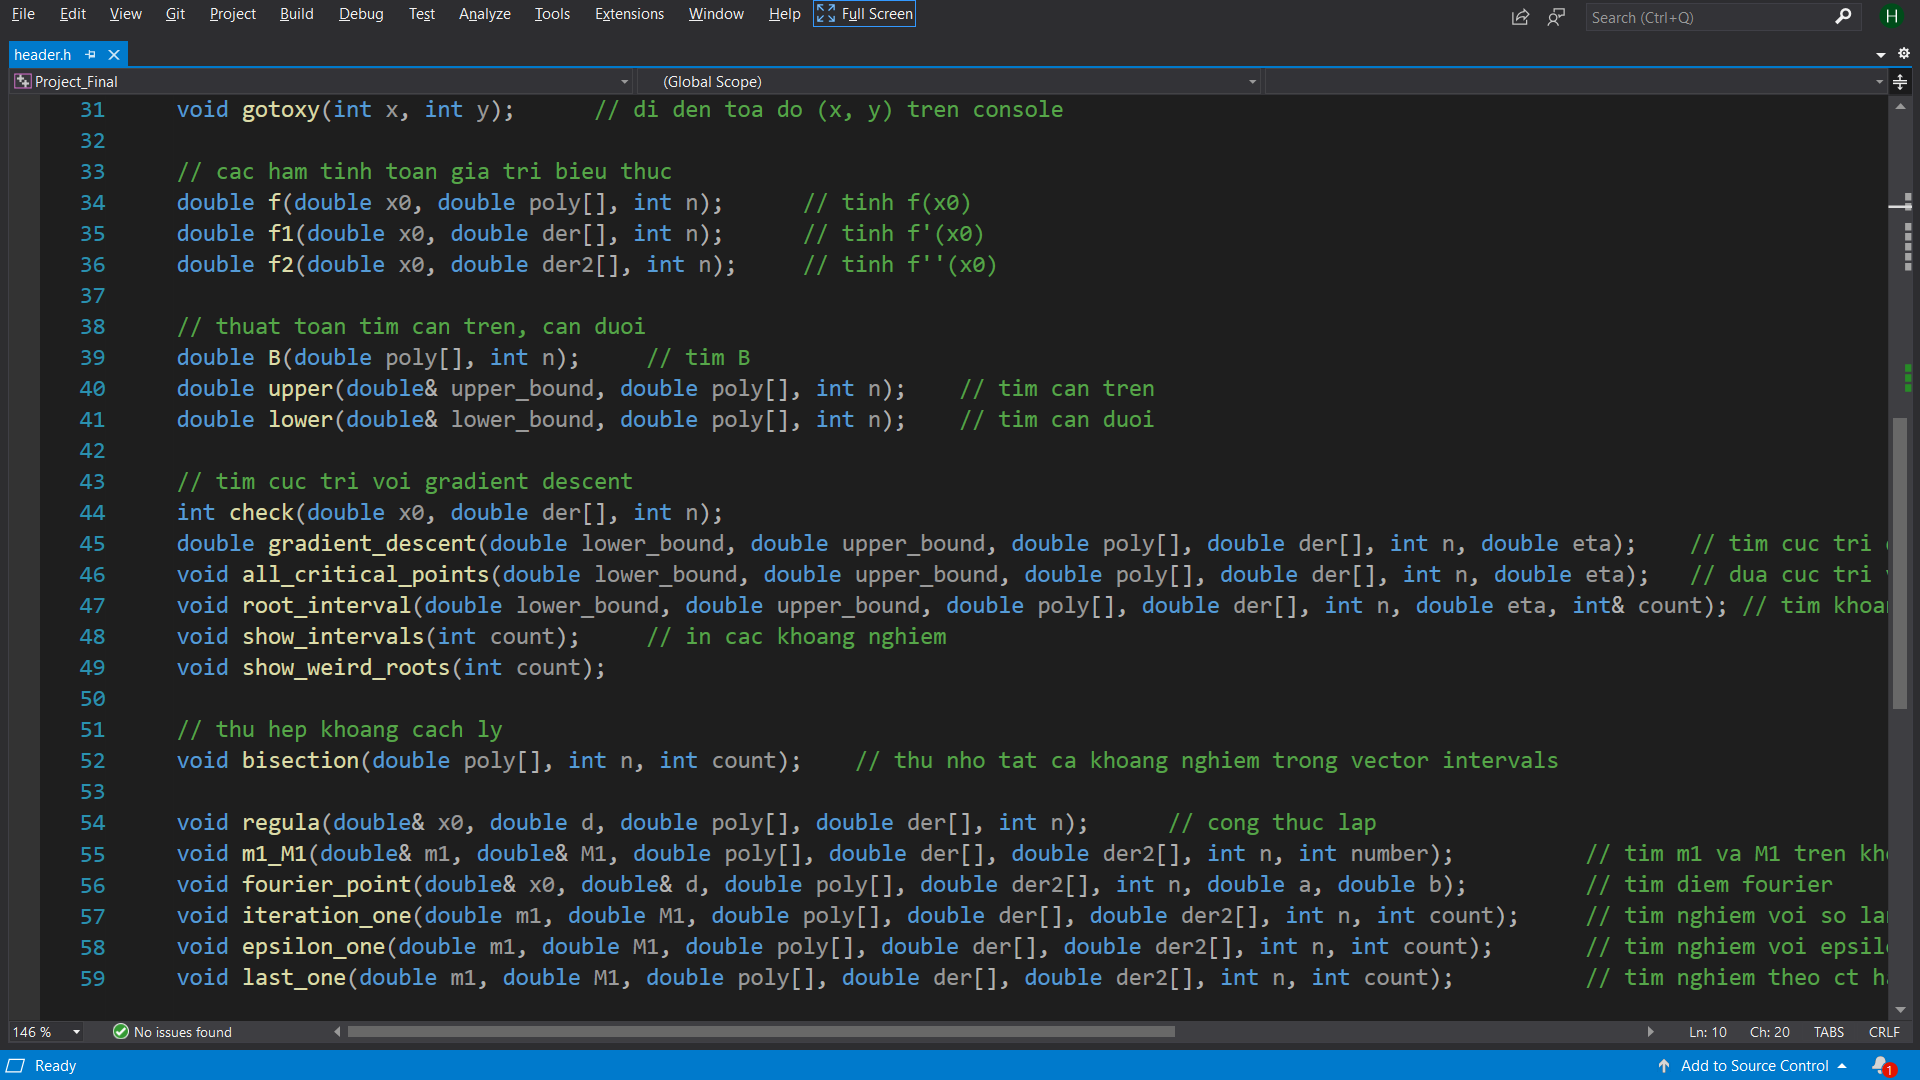 File Edit View Git Project Build Debug Test Analyze Tools Extensions Window Help Full Screen Search (Ctrl+Q) H
header.h
Project_Final (Global Scope)
31 void gotoxy(int x, int y); // di den toa do (x, y) tren console
32
33 // cac ham tinh toan gia tri bieu thuc
34 double f(double x0, double poly[], int n); // tinh f(x0)
35 double f1(double x0, double der[], int n); // tinh f'(x0)
36 double f2(double x0, double der2[], int n); // tinh f''(x0)
37
38 // thuat toan tim can tren, can duoi
39 double B(double poly[], int n); // tim B
40 double upper(double& upper_bound, double poly[], int n); // tim can tren
41 double lower(double& lower_bound, double poly[], int n); // tim can duoi
42
43 // tim cuc tri voi gradient descent
44 int check(double x0, double der[], int n);
45 double gradient_descent(double lower_bound, double upper_bound, double poly[], double der[], int n, double eta); // tim cuc tri
46 void all_critical_points(double lower_bound, double upper_bound, double poly[], double der[], int n, double eta); // dua cuc tri
47 void root_interval(double lower_bound, double upper_bound, double poly[], double der[], int n, double eta, int& count); // tim
48 void show_intervals(int count); // in cac khoang nghiem
49 void show_weird_roots(int count);
50
51 // thu hep khoang cach ly
52 void bisection(double poly[], int n, int count); // thu nho tat ca khoang nghiem trong vector intervals
53
54 void regula(double& x0, double d, double poly[], double der[], int n); // cong thuc lap
55 void m1_M1(double& m1, double& M1, double poly[], double der[], double der2[], int n, int number); // tim m1 va M1 tren
56 void fourier_point(double& x0, double& d, double poly[], double der2[], int n, double a, double b); // tim diem fourier
57 void iteration_one(double m1, double M1, double poly[], double der[], double der2[], int n, int count); // tim nghiem voi so
58 void epsilon_one(double m1, double M1, double poly[], double der[], double der2[], int n, int count); // tim nghiem voi
59 void last_one(double m1, double M1, double poly[], double der[], double der2[], int n, int count); // tim nghiem theo ct
146 % No issues found Ln: 10 Ch: 20 TABS CRLF
Ready Add to Source Control 1